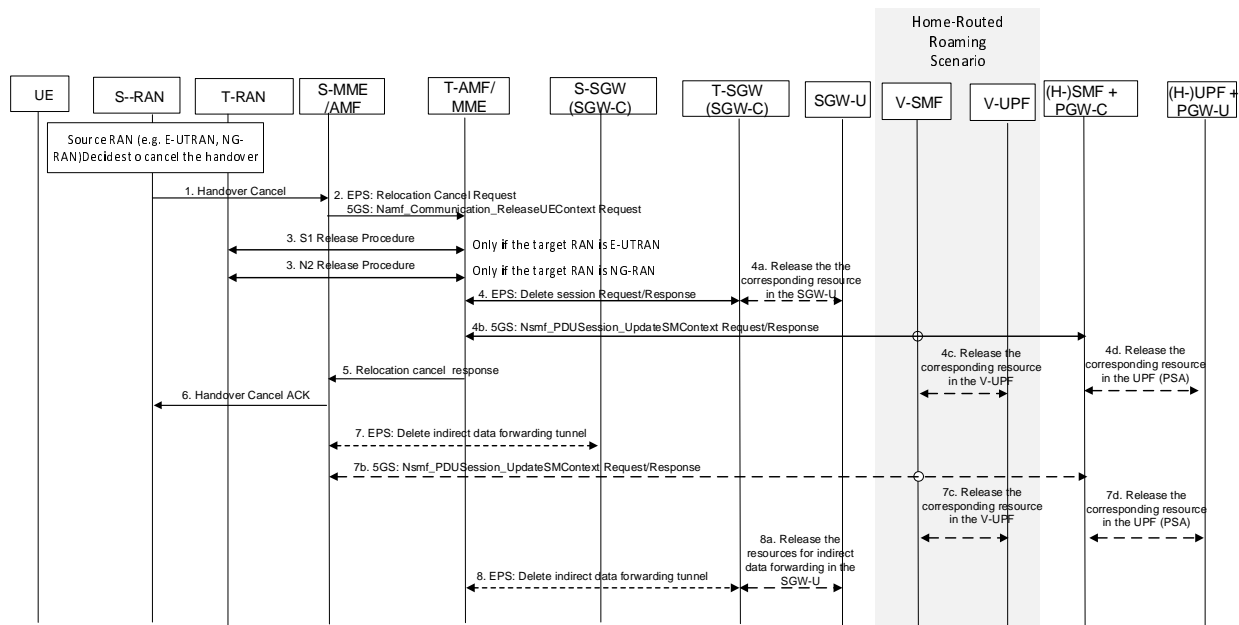 Home-Routed
Roaming
Scenario
UE
S--RAN
T-RAN
S-MME
/AMF
T-AMF/
MME
S-SGW
(SGW-C)
T-SGW
(SGW-C)
SGW-U
V-SMF
V-UPF
(H-)SMF +
PGW-C
(H-)UPF +
PGW-U
Source RAN (e.g. E-UTRAN, NG-
RAN)Decides to cancel the handover
1. Handover Cancel
2. EPS: Relocation Cancel Request
5GS: Namf_Communication_ReleaseUEContext Request
3. S1 Release Procedure
Only if the target RAN is E-UTRAN
3. N2 Release Procedure
Only if the target RAN is NG-RAN
4a. Release the the
corresponding resource
in the SGW-U
4. EPS: Delete session Request/Response
4b. 5GS: Nsmf_PDUSession_UpdateSMContext Request/Response
4c. Release the
corresponding resource
in the V-UPF
4d. Release the
corresponding resource
in the UPF (PSA)
5. Relocation cancel response
6. Handover Cancel ACK
7. EPS: Delete indirect data forwarding tunnel
7b. 5GS: Nsmf_PDUSession_UpdateSMContext Request/Response
7c. Release the
corresponding resource
in the V-UPF
7d. Release the
corresponding resource
in the UPF (PSA)
8a. Release the
resources for indirect
data forwarding in the
SGW-U
8. EPS: Delete indirect data forwarding tunnel